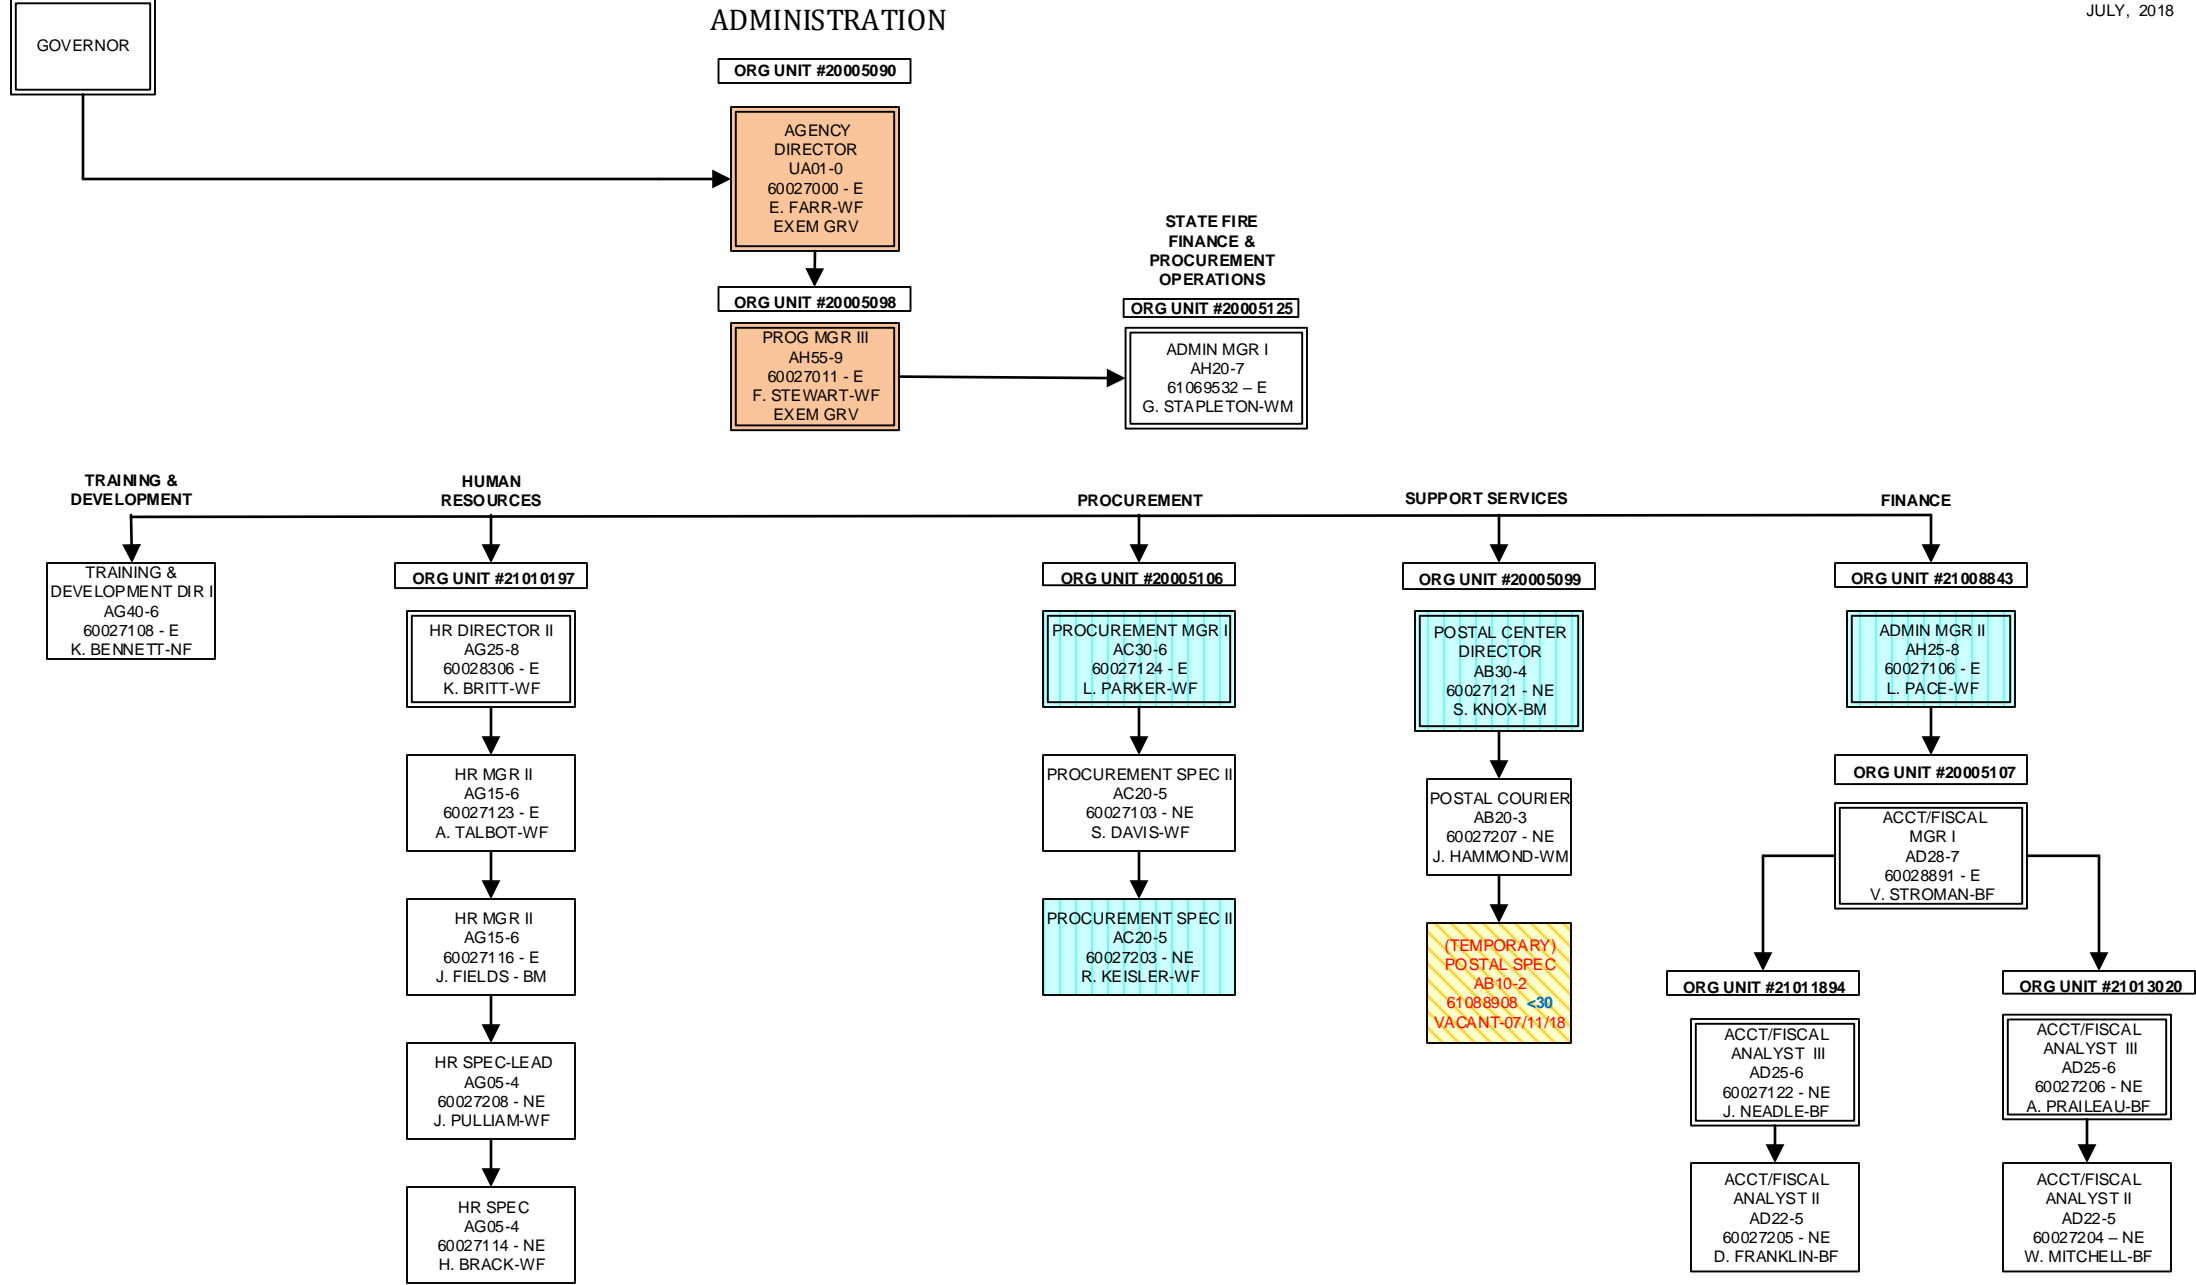 ADMINISTRATION
JULY, 2018
GOVERNOR
ORG UNIT #20005090
AGENCY
DIRECTOR
UA01-0
60027000 - E
E. FARR-WF
EXEM GRV
STATE FIRE
FINANCE &
PROCUREMENT
OPERATIONS
ORG UNIT #20005098
ORG UNIT #20005125
PROG MGR III
AH55-9
60027011 - E
F. STEWART-WF
EXEM GRV
ADMIN MGR I
AH20-7
61069532 – E
G. STAPLETON-WM
TRAINING &
DEVELOPMENT
TRAINING &
DEVELOPMENT DIR I
AG40-6
60027108 - E
K. BENNETT-NF
HUMAN
RESOURCES
ORG UNIT #21010197
HR DIRECTOR II
AG25-8
60028306 - E
K. BRITT-WF
HR MGR II
AG15-6
60027123 - E
A. TALBOT-WF
HR MGR II
AG15-6
60027116 - E
J. FIELDS - BM
HR SPEC-LEAD
AG05-4
60027208 - NE
J. PULLIAM-WF
HR SPEC
AG05-4
60027114 - NE
H. BRACK-WF
PROCUREMENT
ORG UNIT #20005106
PROCUREMENT MGR I
AC30-6
60027124 - E
L. PARKER-WF
PROCUREMENT SPEC II
AC20-5
60027103 - NE
S. DAVIS-WF
PROCUREMENT SPEC II
AC20-5
60027203 - NE
R. KEISLER-WF
SUPPORT SERVICES
ORG UNIT #20005099
POSTAL CENTER
DIRECTOR
AB30-4
60027121 - NE
S. KNOX-BM
POSTAL COURIER
AB20-3
60027207 - NE
J. HAMMOND-WM
(TEMPORARY)
POSTAL SPEC
AB10-2
61088908 <30
VACANT-07/11/18
FINANCE
ORG UNIT #21008843
ADMIN MGR II
AH25-8
60027106 - E
L. PACE-WF
ORG UNIT #20005107
ACCT/FISCAL
MGR I
AD28-7
60028891 - E
V. STROMAN-BF
ORG UNIT #21011894
ACCT/FISCAL
ANALYST III
AD25-6
60027122 - NE
J. NEADLE-BF
ACCT/FISCAL
ANALYST II
AD22-5
60027205 - NE
D. FRANKLIN-BF
ORG UNIT #21013020
ACCT/FISCAL
ANALYST III
AD25-6
60027206 - NE
A. PRAILEAU-BF
ACCT/FISCAL
ANALYST II
AD22-5
60027204 – NE
W. MITCHELL-BF